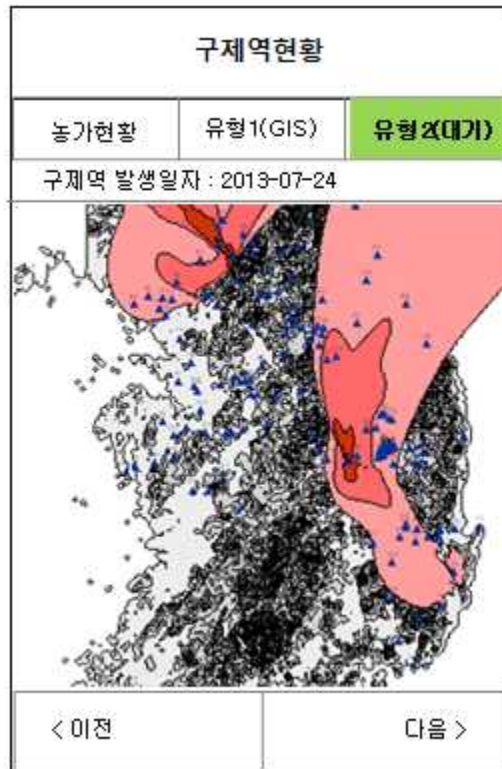 구제역현황
농가현황 유형1(GIS) 유형2(대기)
구제역 발생일자 : 2013-07-24
< 이전 다음 >